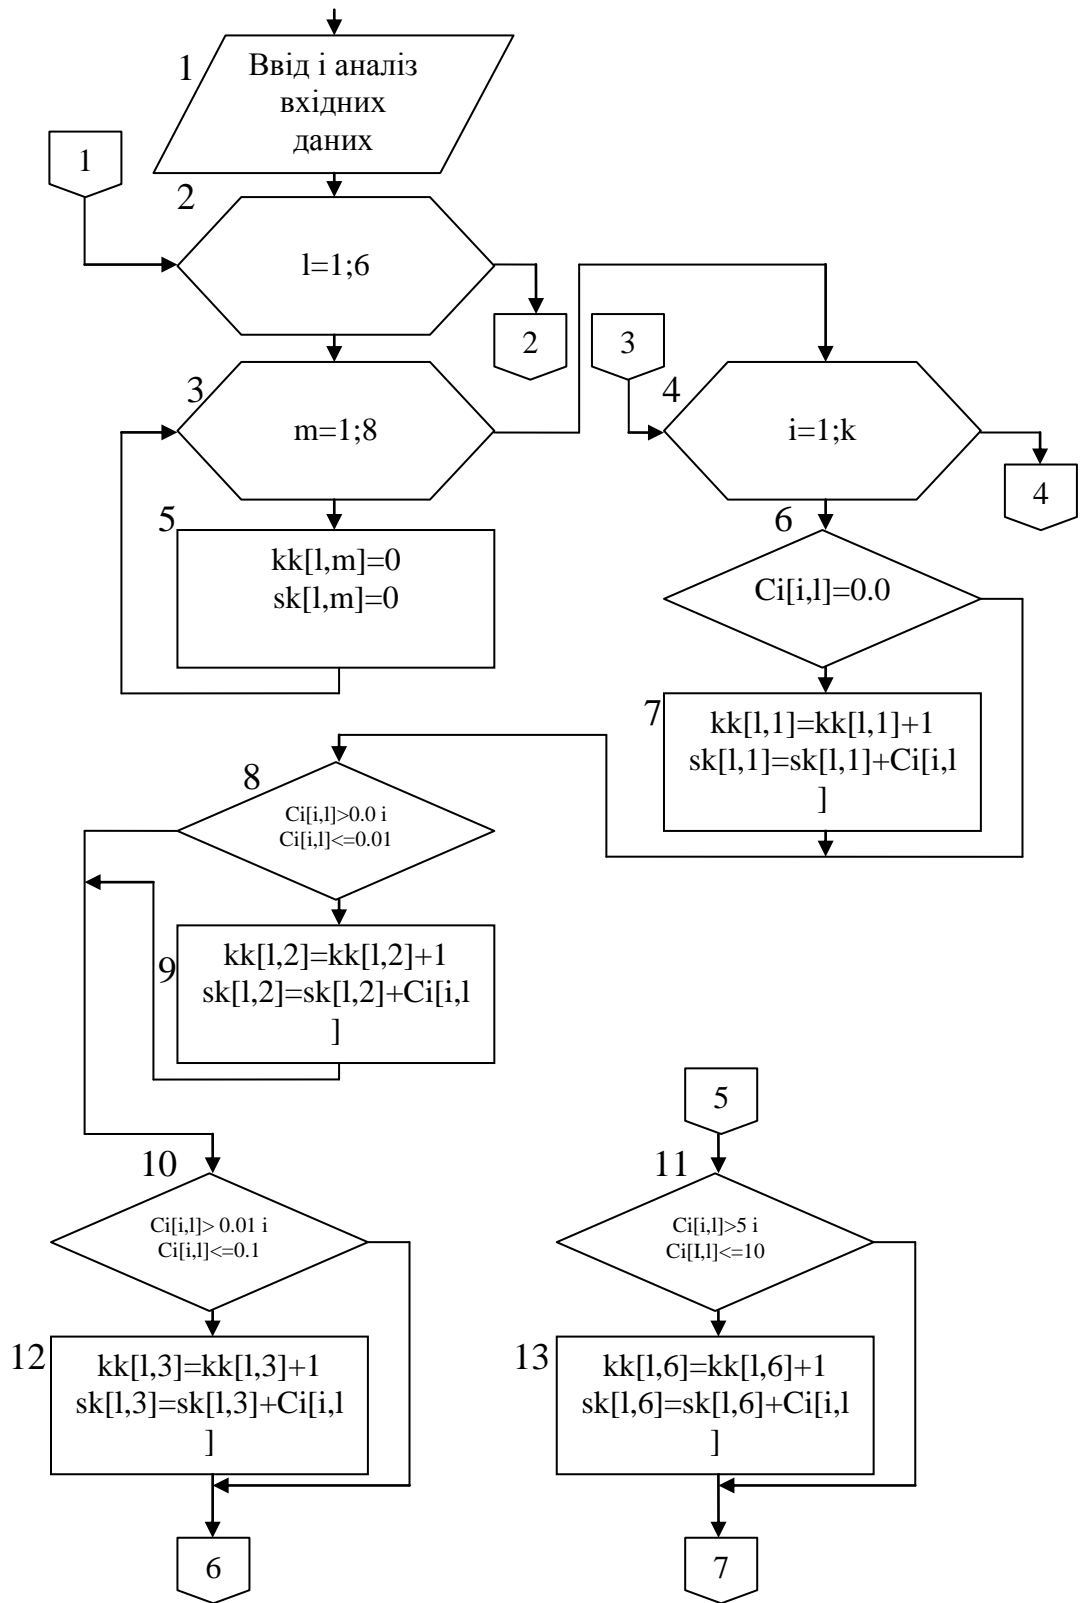 1
Ввід і аналіз
вхідних
даних
1
2
l=1;6
2
3
3
m=1;8
4
i=1;k
4
5
kk[l,m]=0
sk[l,m]=0
6
Ci[i,l]=0.0
7
kk[l,1]=kk[l,1]+1
sk[l,1]=sk[l,1]+Ci[i,l
]
8
Ci[i,l]>0.0 і
Ci[i,l]<=0.01
9
kk[l,2]=kk[l,2]+1
sk[l,2]=sk[l,2]+Ci[i,l
]
5
10
Ci[i,l]> 0.01 і
Ci[i,l]<=0.1
11
Ci[i,l]>5 і
Ci[I,l]<=10
12
kk[l,3]=kk[l,3]+1
sk[l,3]=sk[l,3]+Ci[i,l
]
13
kk[l,6]=kk[l,6]+1
sk[l,6]=sk[l,6]+Ci[i,l
]
6
7